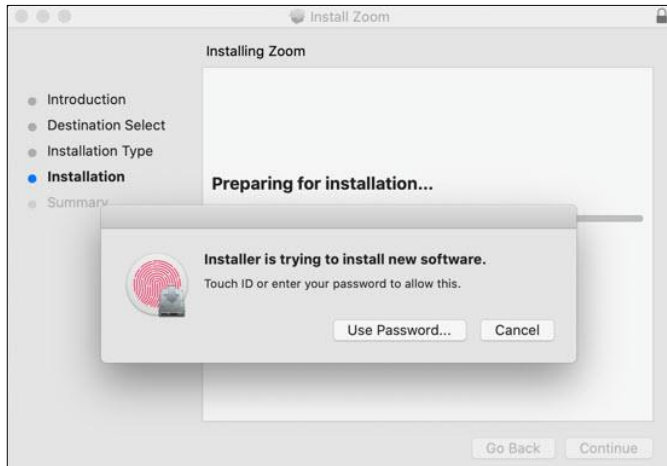 Install Zoom
Installing Zoom
Introduction
Destination Select
Installation Type
Installation
Summary
Preparing for installation...
Installer is trying to install new software.
Touch ID or enter your password to allow this.
Use Password...
Cancel
Go Back
Continue